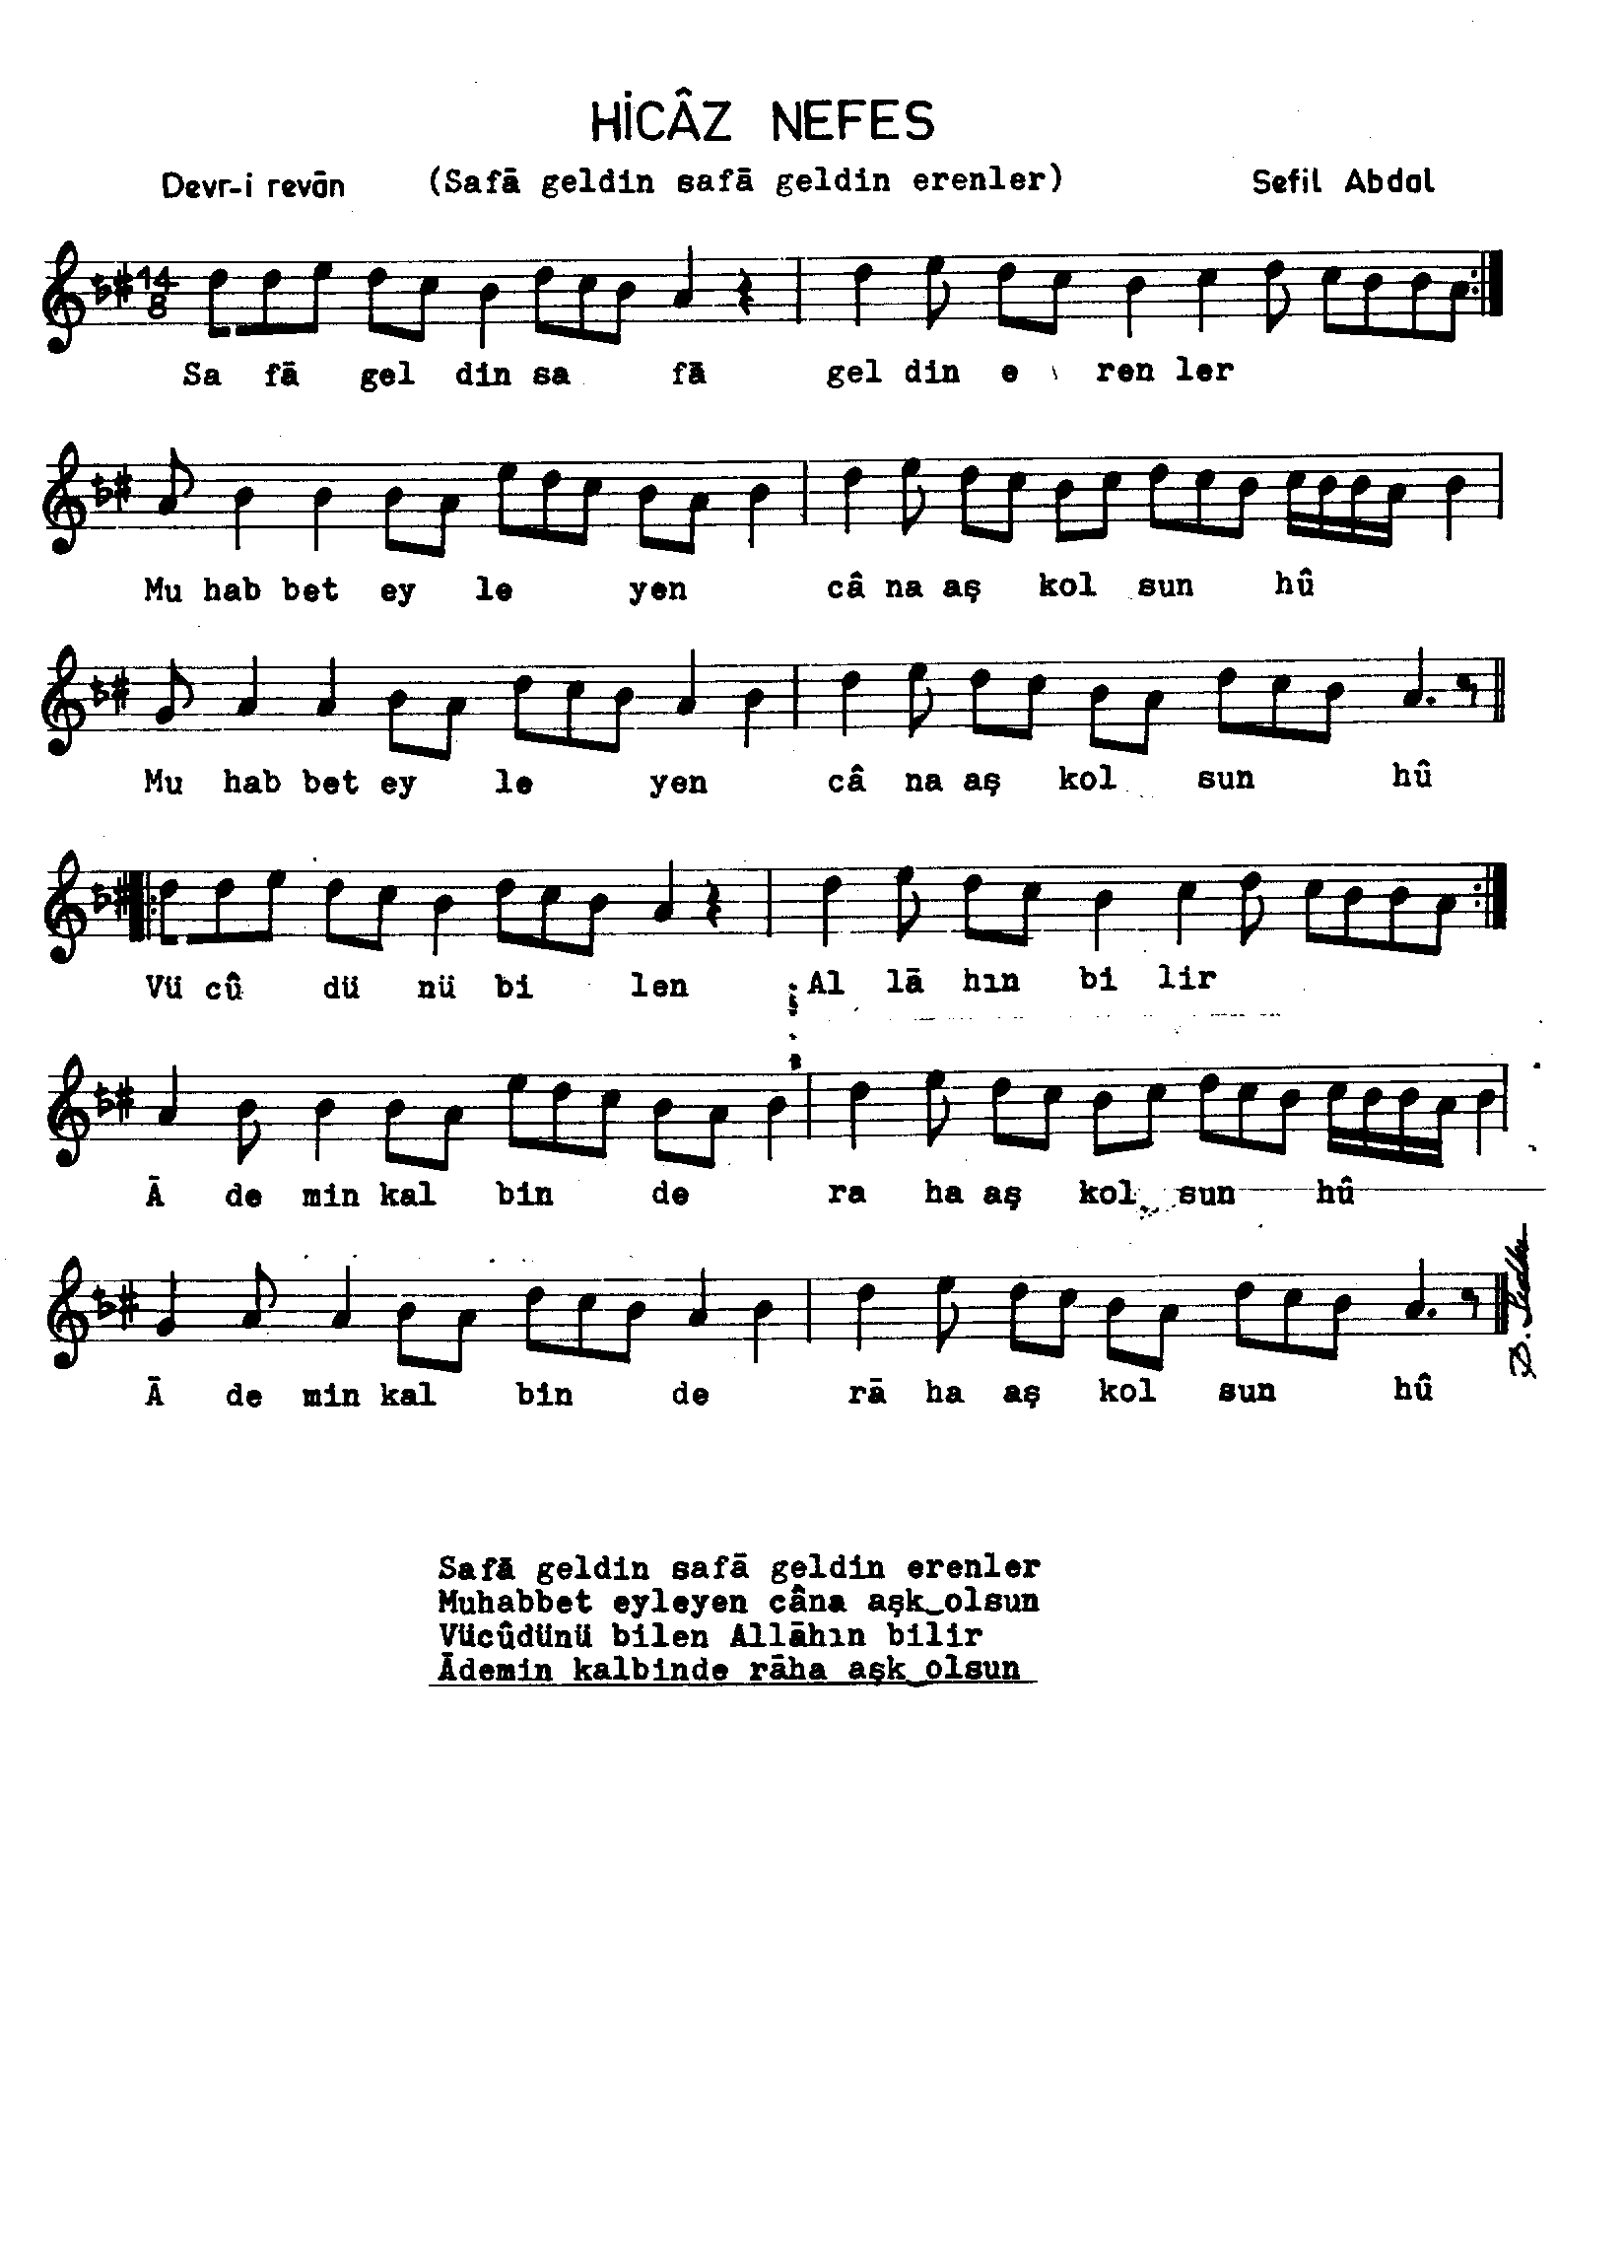 HİCÂZ NEFES
Devr-i revān (Safā geldin safā geldin erenler) Sefil Abdal
14
8
Sa fā gel din sa fā gel din e ren ler
Mu hab bet ey le yen câ na aş kol sun hû
Mu hab bet ey le yen câ na aş kol sun hû
Vü cû dü nü bi len Al lā hın bi lir
Ā de min kal bin de ra ha aş kol sun hû
Ā de min kal bin de rā ha aş kol sun hû
Safā geldin safā geldin erenler
Muhabbet eyleyen câna aşk‿olsun
Vücûdünü bilen Allāhın bilir
Ādemin kalbinde rāha aşk‿olsun